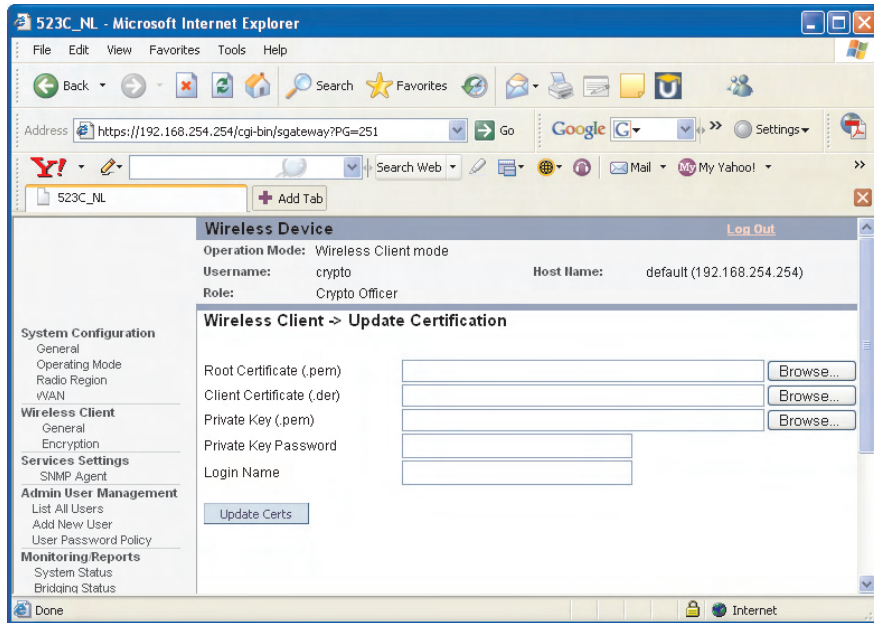 523C_NL - Microsoft Internet Explorer
File Edit View Favorites Tools Help
Back Search Favorites
Address https://192.168.254.254/cgi-bin/sgateway?PG=251 Go Google G Settings
Y! Search Web Mail My My Yahoo!
523C_NL Add Tab
Wireless Device Log Out
Operation Mode: Wireless Client mode
Username: crypto Host Name: default (192.168.254.254)
Role: Crypto Officer
Wireless Client -> Update Certification
System Configuration
General
Operating Mode
Radio Region
WAN
Wireless Client
General
Encryption
Services Settings
SNMP Agent
Admin User Management
List All Users
Add New User
User Password Policy
Monitoring/Reports
System Status
Bridging Status
Root Certificate (.pem) Browse...
Client Certificate (.der) Browse...
Private Key (.pem) Browse...
Private Key Password
Login Name
Update Certs
Done Internet